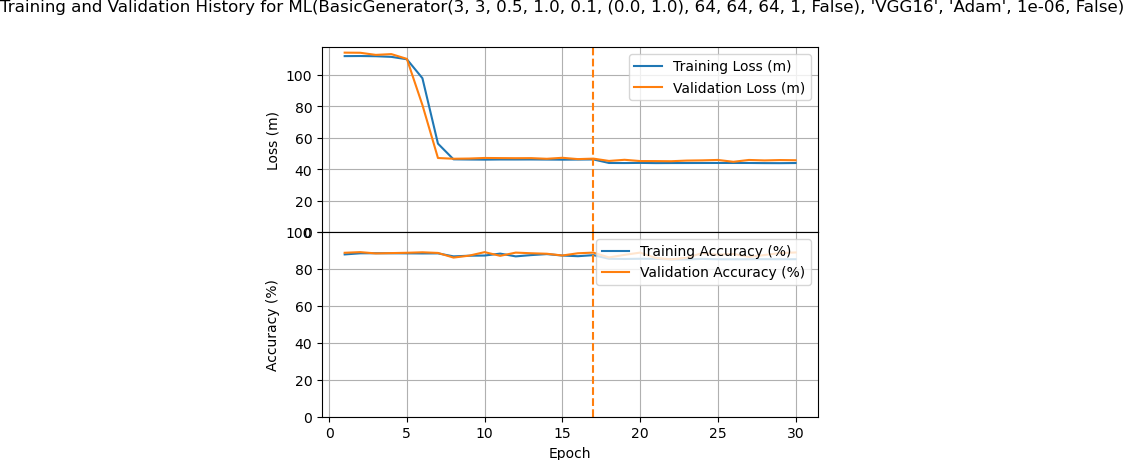 Training and Validation History for ML(BasicGenerator(3, 3, 0.5, 1.0, 0.1, (0.0, 1.0), 64, 64, 64, 1, False), 'VGG16', 'Adam', 1e-06, False)
Training Loss (m)
Validation Loss (m)
Loss (m)
100
80
60
40
20
0
Training Accuracy (%)
Validation Accuracy (%)
Accuracy (%)
100
80
60
40
20
0
0 5 10 15 20 25 30
Epoch